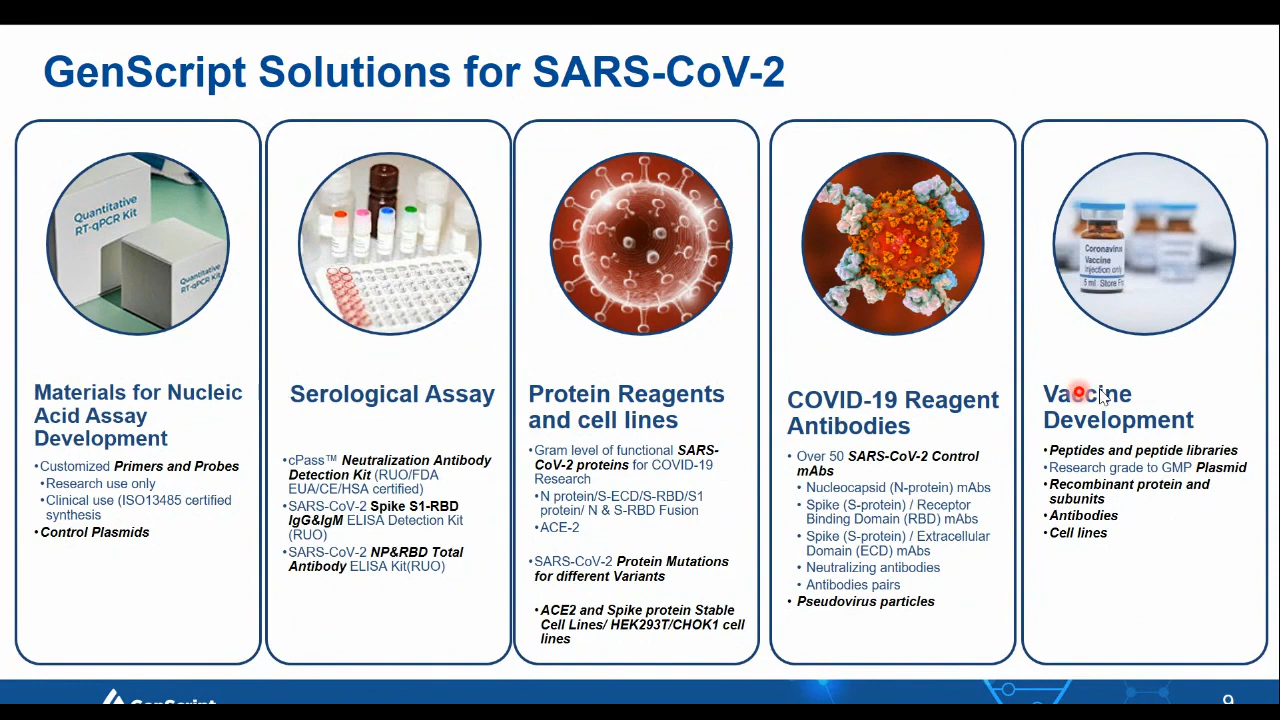 GenScript Solutions for SARS-CoV-2
Quantitative
RT-qPCR Kit
Quantitative
RT-qPCR Kit
Materials for Nucleic
Acid Assay
Development
•Customized Primers and Probes
•Research use only
•Clinical use (ISO13485 certified
synthesis
•Control Plasmids
Serological Assay
•cPass™ Neutralization Antibody
Detection Kit (RUO/FDA
EUA/CE/HSA certified)
•SARS-CoV-2 Spike S1-RBD
IgG&IgM ELISA Detection Kit
(RUO)
•SARS-CoV-2 NP&RBD Total
Antibody ELISA Kit(RUO)
Protein Reagents
and cell lines
•Gram level of functional SARS-
CoV-2 proteins for COVID-19
Research
•N protein/S-ECD/S-RBD/S1
protein/ N & S-RBD Fusion
•ACE-2
•SARS-CoV-2 Protein Mutations
for different Variants
•ACE2 and Spike protein Stable
Cell Lines/ HEK293T/CHOK1 cell
lines
COVID-19 Reagent
Antibodies
• Over 50 SARS-CoV-2 Control
mAbs
• Nucleocapsid (N-protein) mAbs
• Spike (S-protein) / Receptor
Binding Domain (RBD) mAbs
• Spike (S-protein) / Extracellular
Domain (ECD) mAbs
• Neutralizing antibodies
• Antibodies pairs
• Pseudovirus particles
Coronavirus
Vaccine
Injection only
5 ml
Vaccine
Development
•Peptides and peptide libraries
•Research grade to GMP Plasmid
•Recombinant protein and
subunits
•Antibodies
•Cell lines
GenScript
9